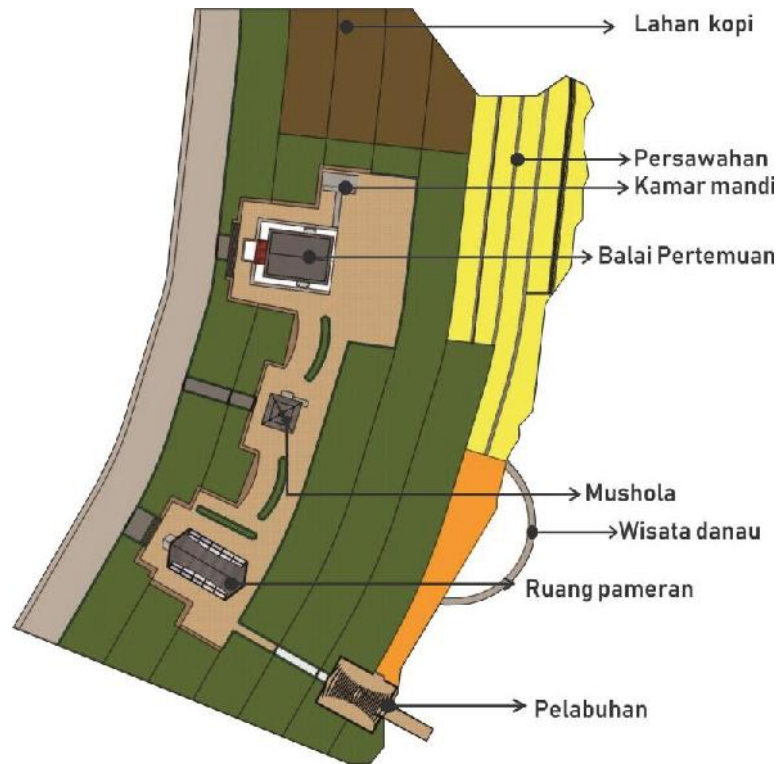 Lahan kopi
Persawahan
Kamar mandi
Balai Pertemuan
Mushola
Wisata danau
Ruang pameran
Pelabuhan